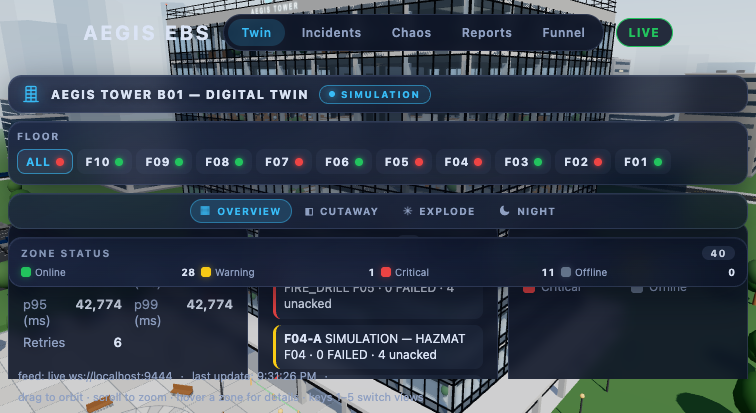 AEGIS TOWER
AEGIS EBS
Twin Incidents Chaos Reports Funnel
LIVE
AEGIS TOWER B01 — DIGITAL TWIN
SIMULATION
FLOOR
ALL F10 F09 F08 F07 F06 F05 F04 F03 F02 F01
OVERVIEW CUTAWAY EXPLODE NIGHT
ZONE STATUS
40
Online 28 Warning 1 Critical 11 Offline 0
p95 (ms) 42,774 p99 (ms) 42,774
Retries 6
FIRE_DRILL F05 · 0 FAILED · 4
unacked
F04-A SIMULATION — HAZMAT
F04 · 0 FAILED · 4 unacked
Critical Offline
feed: live ws://localhost:9444 · last update 9:31:26 PM ·
drag to orbit · scroll to zoom · hover a zone for details · keys 1–5 switch views